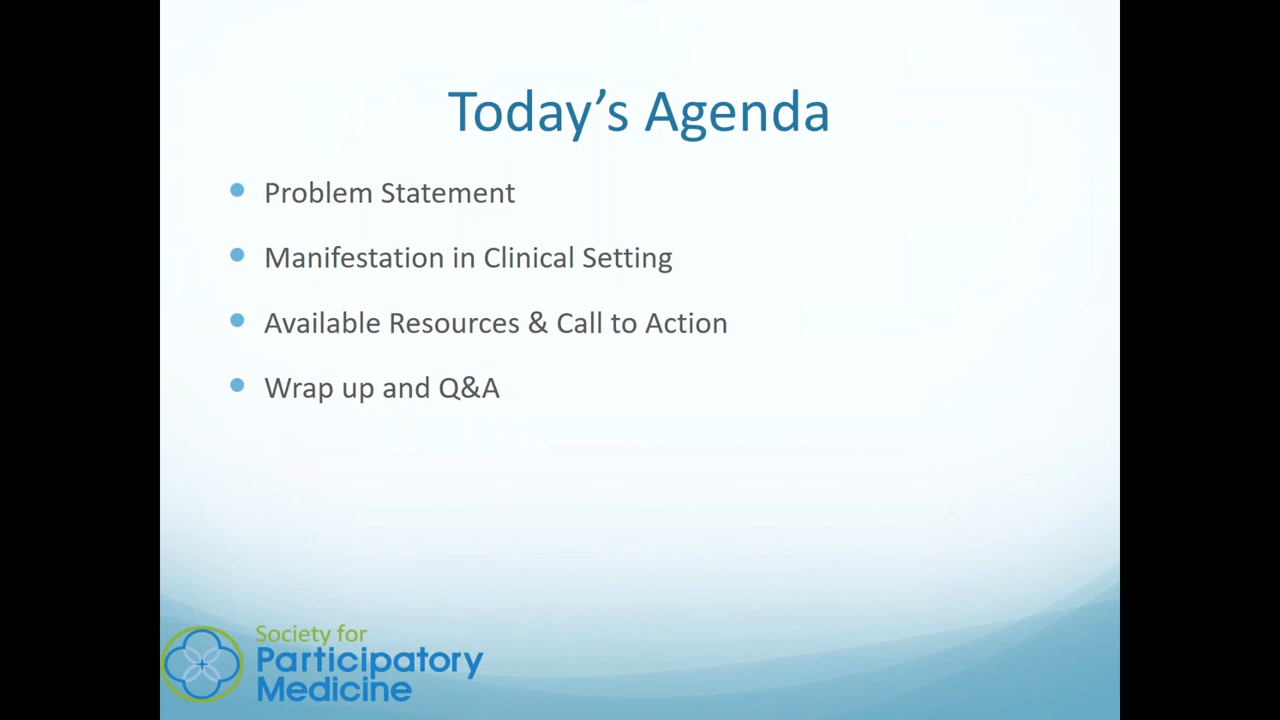 Today’s Agenda
Problem Statement
Manifestation in Clinical Setting
Available Resources & Call to Action
Wrap up and Q&A
Society for
Participatory
Medicine